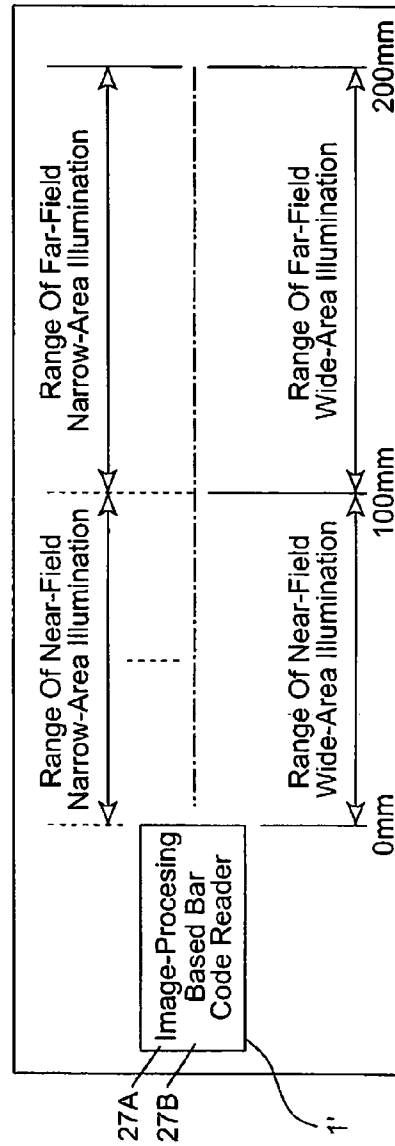 Range Of Near-Field
Narrow-Area Illumination
Range Of Far-Field
Narrow-Area Illumination
27A
27B
Image-Procesing
Based Bar
Code Reader
1'
Range Of Near-Field
Wide-Area Illumination
Range Of Far-Field
Wide-Area Illumination
0mm
100mm
200mm